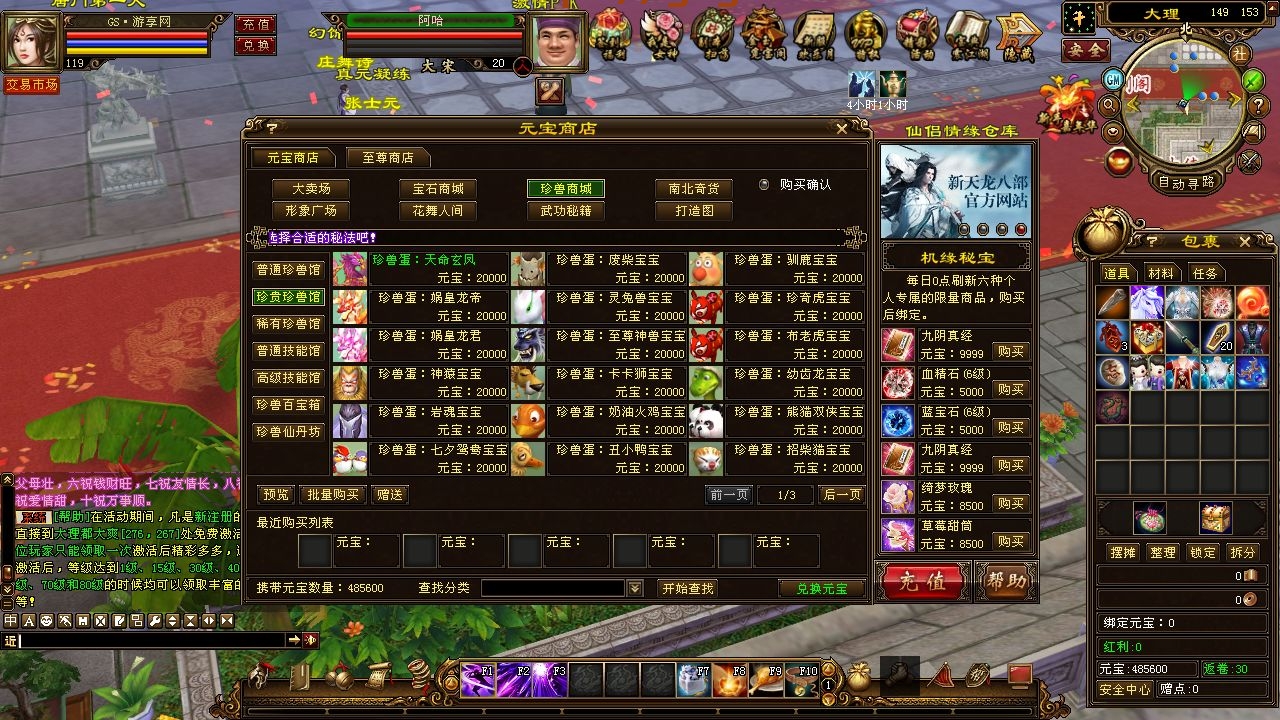 GS·游享网
充值
兑换
119
交易市场
激情PK
幻饰
阿哈
庄舞诗
真元凝练
大宋
20
张士元
4小时
1小时
大理
149 153
北
安全
社
GM
自动寻路
元宝商店
仙侣情缘仓库
元宝商店
至尊商店
大卖场
宝石商城
珍兽商城
南北奇货
购买确认
形象广场
花舞人间
武功秘籍
打造图
选择合适的秘法吧!
普通珍兽馆
珍贵珍兽馆
稀有珍兽馆
普通技能馆
高级技能馆
珍兽百宝箱
珍兽仙丹坊
珍兽蛋：天命玄凤
元宝：20000
珍兽蛋：废柴宝宝
元宝：20000
珍兽蛋：驯鹿宝宝
元宝：20000
珍兽蛋：娲皇龙帝
元宝：20000
珍兽蛋：灵兔兽宝宝
元宝：20000
珍兽蛋：珍奇虎宝宝
元宝：20000
珍兽蛋：娲皇龙君
元宝：20000
珍兽蛋：至尊神兽宝宝
元宝：20000
珍兽蛋：布老虎宝宝
元宝：20000
珍兽蛋：神猿宝宝
元宝：20000
珍兽蛋：卡卡狮宝宝
元宝：20000
珍兽蛋：幼齿龙宝宝
元宝：20000
珍兽蛋：岩魂宝宝
元宝：20000
珍兽蛋：奶油火鸡宝宝
元宝：20000
珍兽蛋：熊猫双侠宝宝
元宝：20000
珍兽蛋：七夕鸳鸯宝宝
元宝：20000
珍兽蛋：丑小鸭宝宝
元宝：20000
珍兽蛋：招柴猫宝宝
元宝：20000
预览
批量购买
赠送
前一页
1/3
后一页
最近购买列表
元宝：
元宝：
元宝：
元宝：
元宝：
携带元宝数量：485600
查找分类
开始查找
兑换元宝
新天龙八部
官方网站
机缘秘宝
每日0点刷新六种个
人专属的限量商品，购买
后绑定。
九阴真经
元宝：9999
购买
血精石(6级)
元宝：5000
购买
蓝宝石(6级)
元宝：5000
购买
九阴真经
元宝：9999
购买
绮梦玫瑰
元宝：8500
购买
草莓甜筒
元宝：8500
购买
充值
帮助
包裹
道具
材料
任务
3
20
摆摊
整理
锁定
拆分
0
0
绑定元宝：0
红利：0
元宝:485600
返卷:30
安全中心
赠点:0
父母壮，六祝钱财旺，七祝友情长，八
祝爱情甜，十祝万事顺。
[帮助]在活动期间，凡是新注册的
直接到大理郡大爽[276，267]处免费激活
位玩家只能领取一次激活后精彩多多，
激活后，等级达到1级、15级、30级、40
级、70级和80级的时候均可以领取丰富的
等!
中
近
F1
F2
F3
F7
F8
F9
F10
1